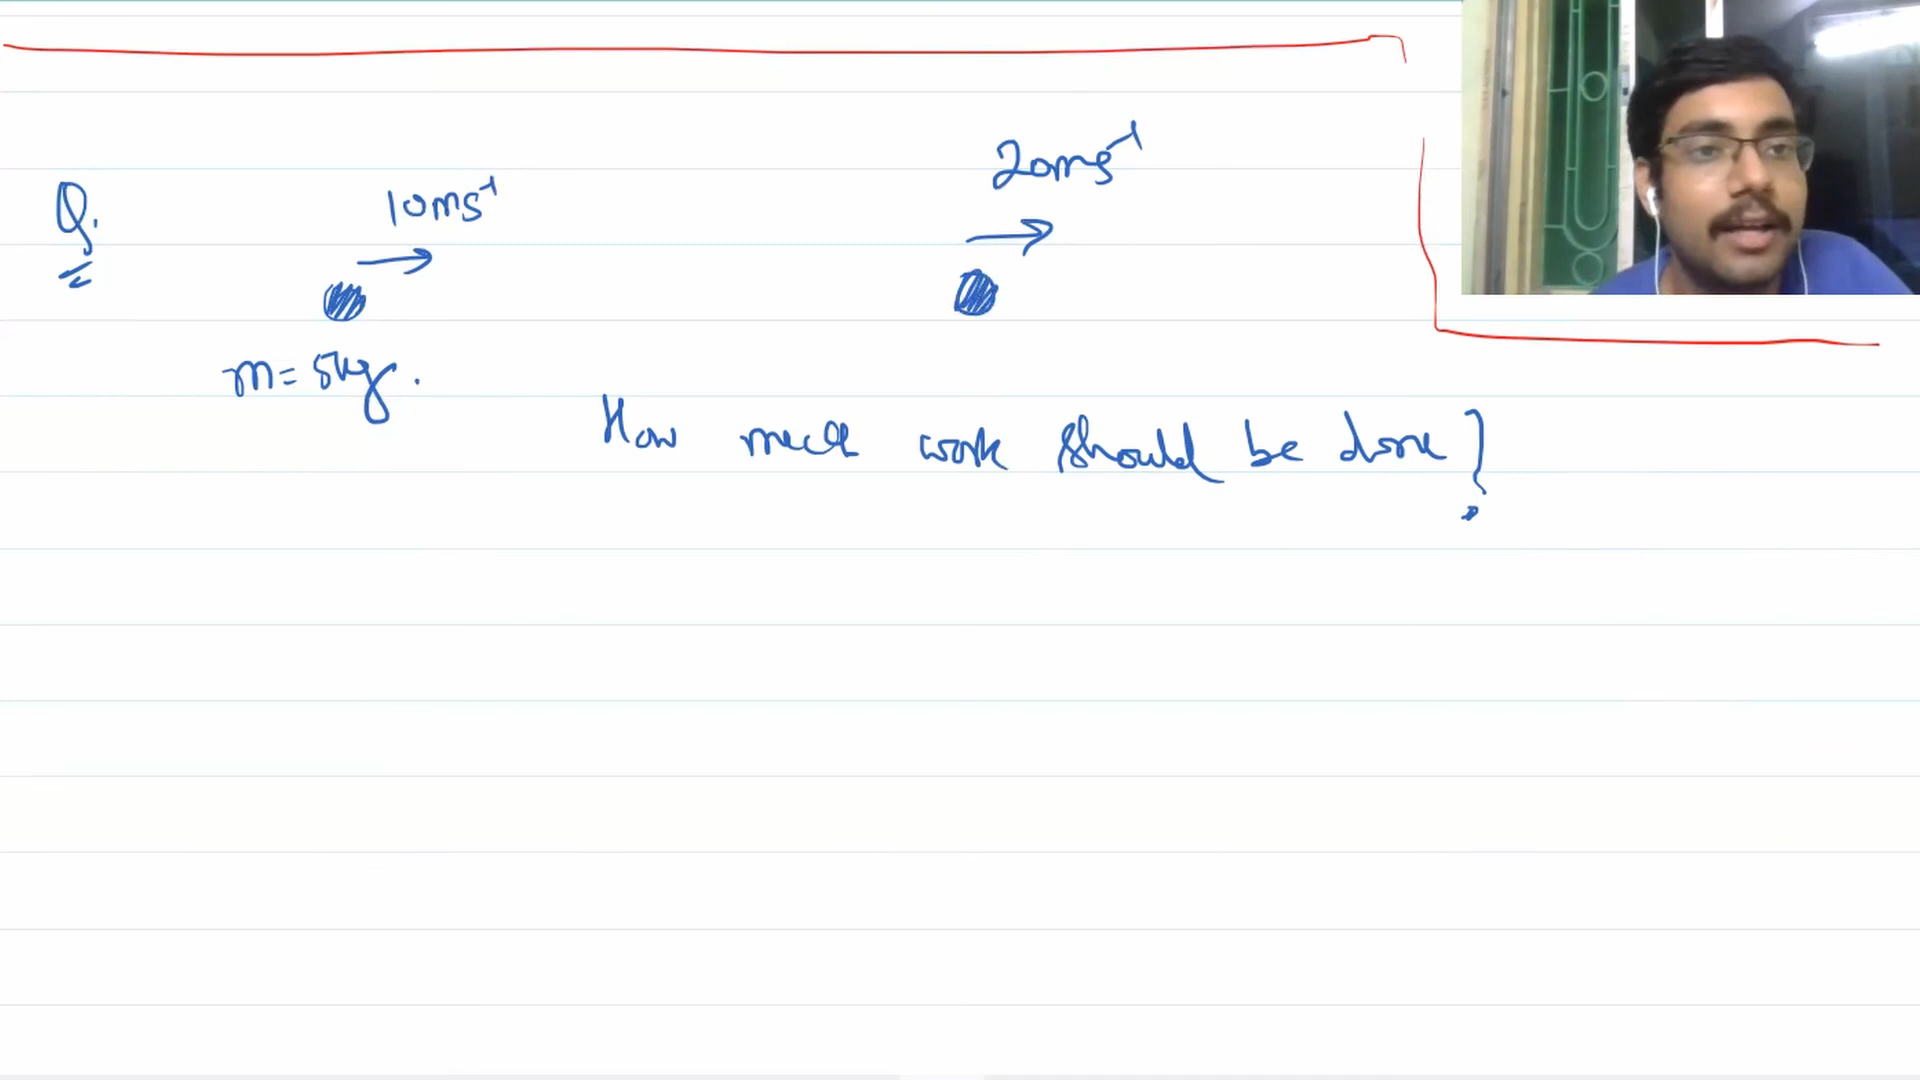 Q.
10ms⁻¹
20ms⁻¹
m = 5kg.
How much work should be done?